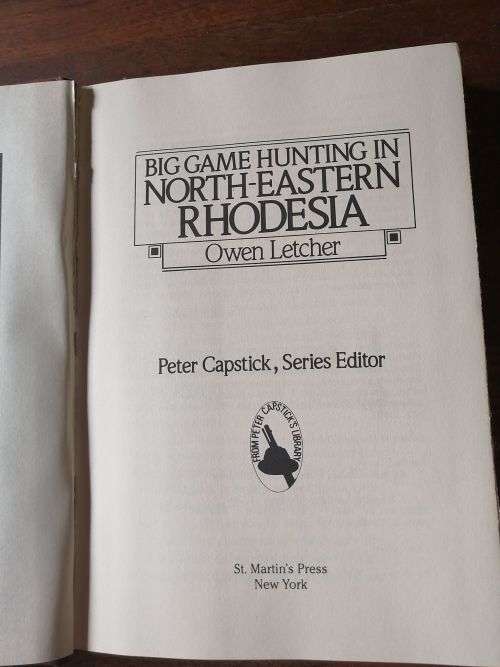 BIG GAME HUNTING IN
NORTH-EASTERN
RHODESIA
Owen Letcher
Peter Capstick, Series Editor
FROM PETER CAPSTICK'S LIBRARY
St. Martin's Press
New York